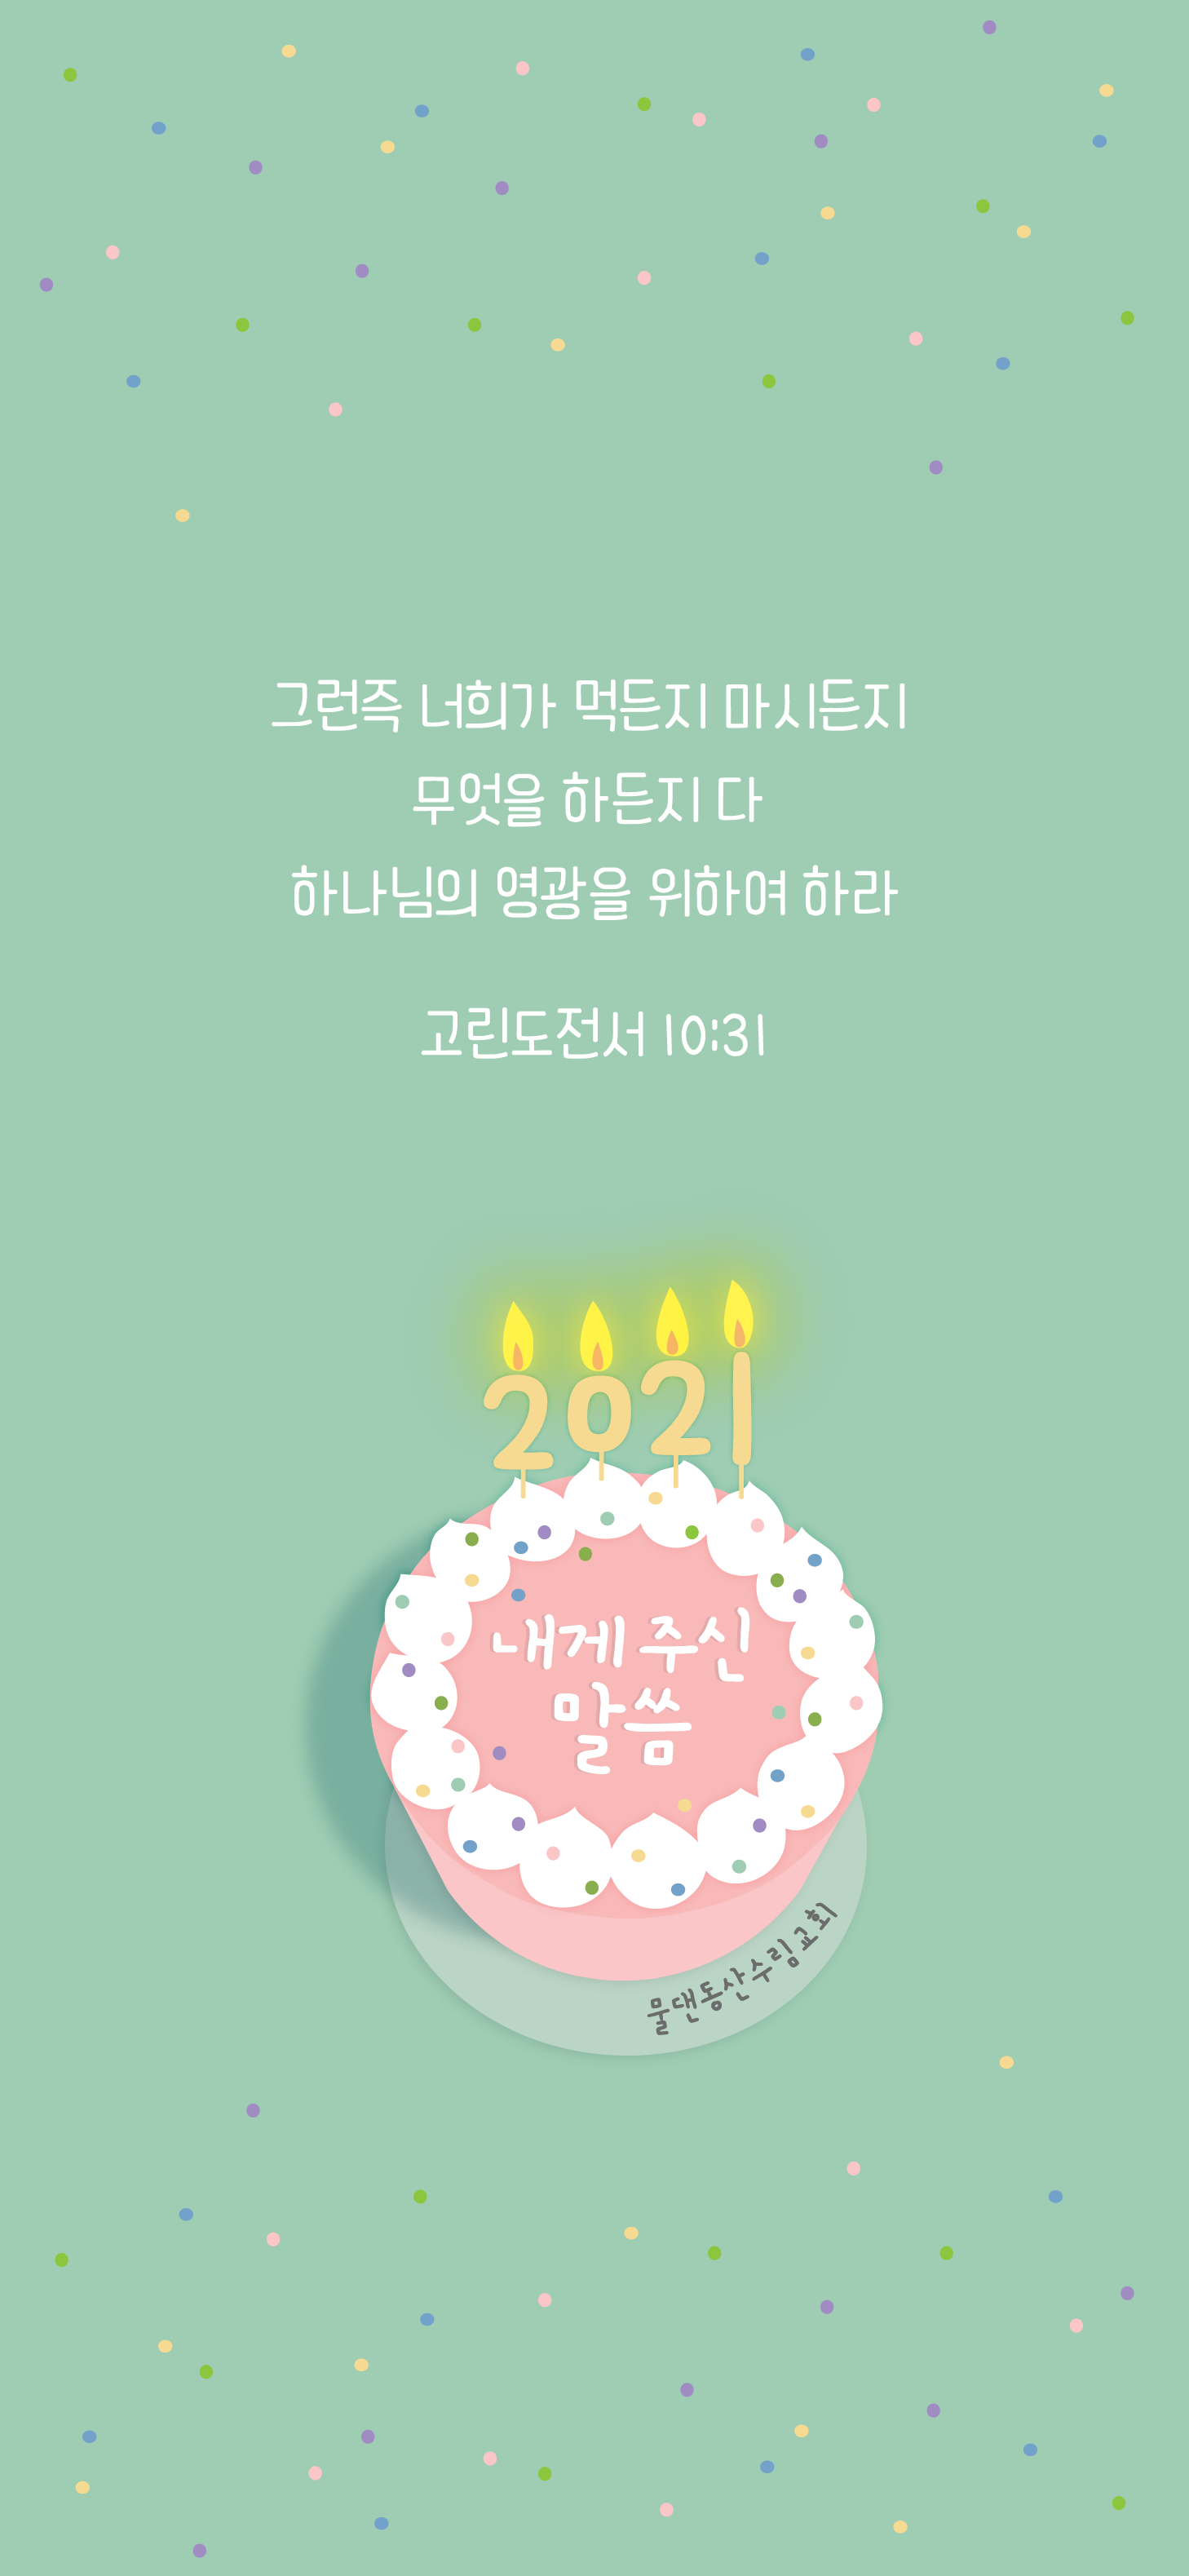 그런즉 너희가 먹든지 마시든지
무엇을 하든지 다
하나님의 영광을 위하여 하라
고린도전서 10:31
2021
내게 주신
말씀
물댄동산수림교회